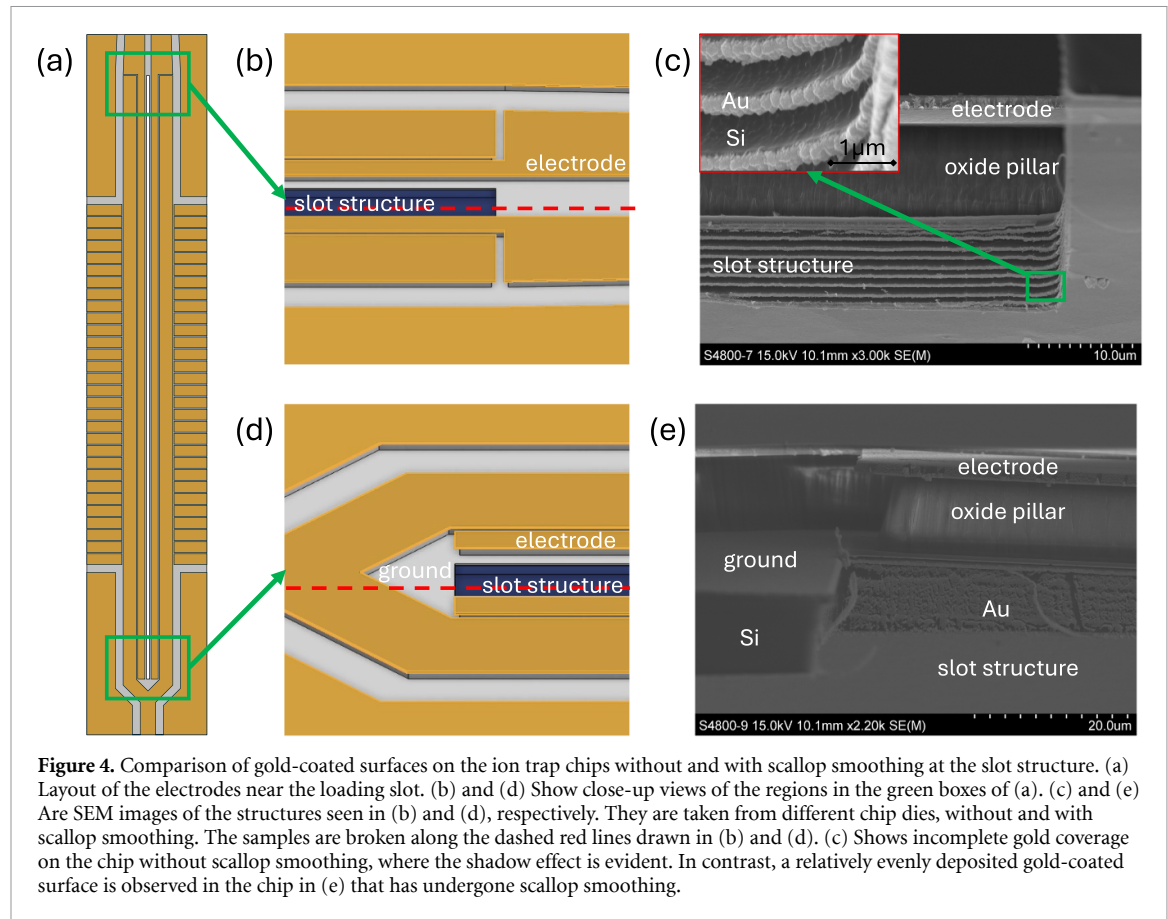 (a)
(b)
electrode
slot structure
(c)
Au
Si
1μm
electrode
oxide pillar
slot structure
S4800-7 15.0kV 10.1mm x3.00k SE(M)
10.0um
(d)
electrode
ground
slot structure
(e)
electrode
oxide pillar
ground
Au
Si
slot structure
S4800-9 15.0kV 10.1mm x2.20k SE(M)
20.0um
Figure 4. Comparison of gold-coated surfaces on the ion trap chips without and with scallop smoothing at the slot structure. (a)
Layout of the electrodes near the loading slot. (b) and (d) Show close-up views of the regions in the green boxes of (a). (c) and (e)
Are SEM images of the structures seen in (b) and (d), respectively. They are taken from different chip dies, without and with
scallop smoothing. The samples are broken along the dashed red lines drawn in (b) and (d). (c) Shows incomplete gold coverage
on the chip without scallop smoothing, where the shadow effect is evident. In contrast, a relatively evenly deposited gold-coated
surface is observed in the chip in (e) that has undergone scallop smoothing.